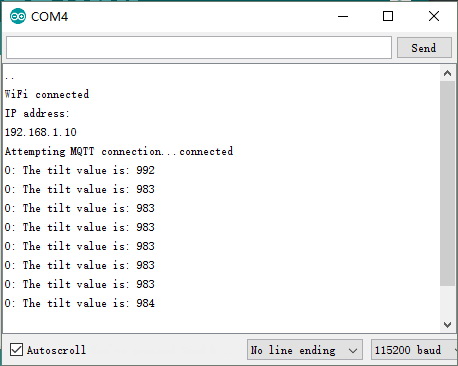 COM4
Send
..
WiFi connected
IP address:
192.168.1.10
Attempting MQTT connection...connected
0: The tilt value is: 992
0: The tilt value is: 983
0: The tilt value is: 983
0: The tilt value is: 983
0: The tilt value is: 983
0: The tilt value is: 983
0: The tilt value is: 983
0: The tilt value is: 984
Autoscroll
No line ending
115200 baud